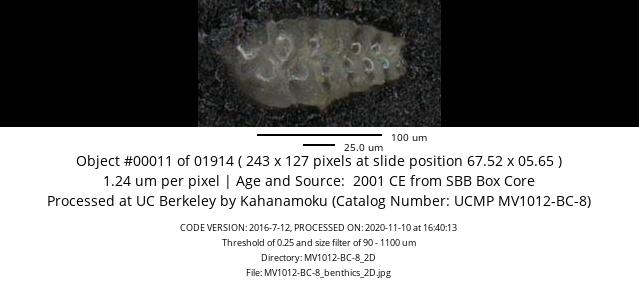 100 um
25.0 um
Object #00011 of 01914 ( 243 x 127 pixels at slide position 67.52 x 05.65 )
1.24 um per pixel | Age and Source:  2001 CE from SBB Box Core
Processed at UC Berkeley by Kahanamoku (Catalog Number: UCMP MV1012-BC-8)
CODE VERSION: 2016-7-12, PROCESSED ON: 2020-11-10 at 16:40:13
Threshold of 0.25 and size filter of 90 - 1100 um
Directory: MV1012-BC-8_2D
File: MV1012-BC-8_benthics_2D.jpg